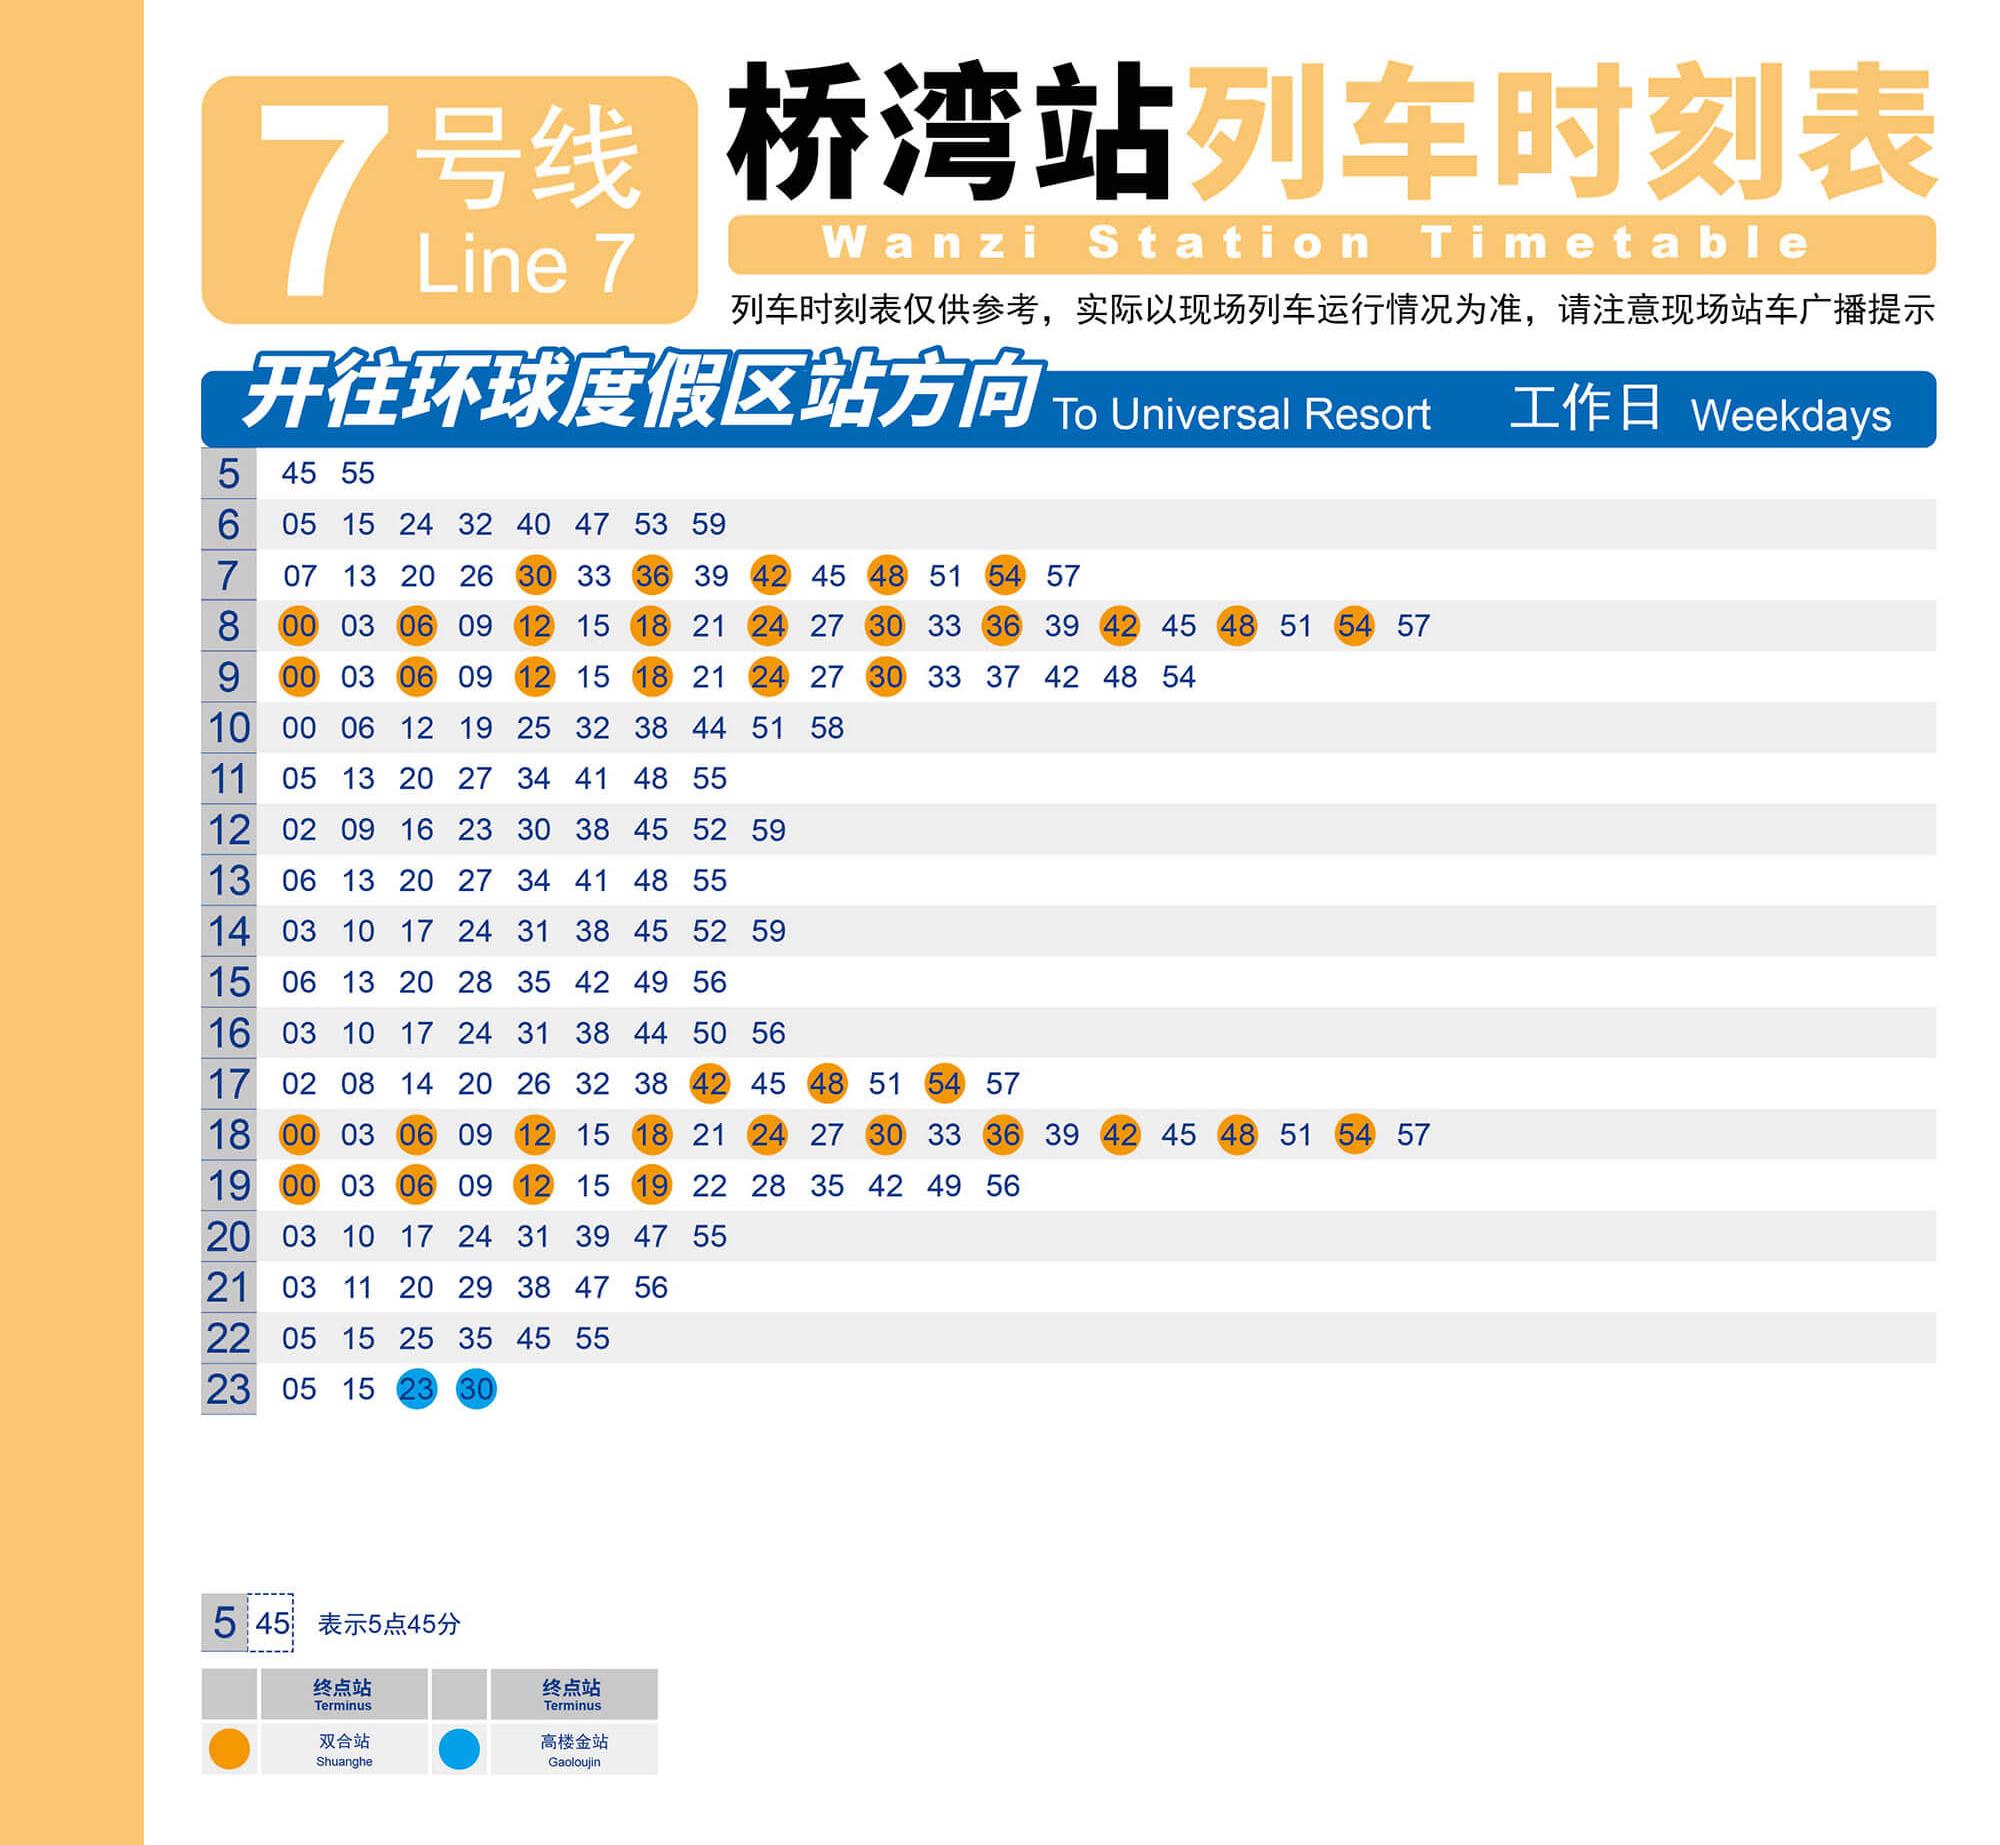 7号线
Line 7
桥湾站列车时刻表
Wanzi Station Timetable
列车时刻表仅供参考，实际以现场列车运行情况为准，请注意现场站车广播提示
开往环球度假区站方向 To Universal Resort 工作日 Weekdays
5 45 55
6 05 15 24 32 40 47 53 59
7 07 13 20 26 30 33 36 39 42 45 48 51 54 57
8 00 03 06 09 12 15 18 21 24 27 30 33 36 39 42 45 48 51 54 57
9 00 03 06 09 12 15 18 21 24 27 30 33 37 42 48 54
10 00 06 12 19 25 32 38 44 51 58
11 05 13 20 27 34 41 48 55
12 02 09 16 23 30 38 45 52 59
13 06 13 20 27 34 41 48 55
14 03 10 17 24 31 38 45 52 59
15 06 13 20 28 35 42 49 56
16 03 10 17 24 31 38 44 50 56
17 02 08 14 20 26 32 38 42 45 48 51 54 57
18 00 03 06 09 12 15 18 21 24 27 30 33 36 39 42 45 48 51 54 57
19 00 03 06 09 12 15 19 22 28 35 42 49 56
20 03 10 17 24 31 39 47 55
21 03 11 20 29 38 47 56
22 05 15 25 35 45 55
23 05 15 23 30
5 45 表示5点45分
终点站 终点站
Terminus Terminus
双合站 高楼金站
Shuanghe Gaoloujin